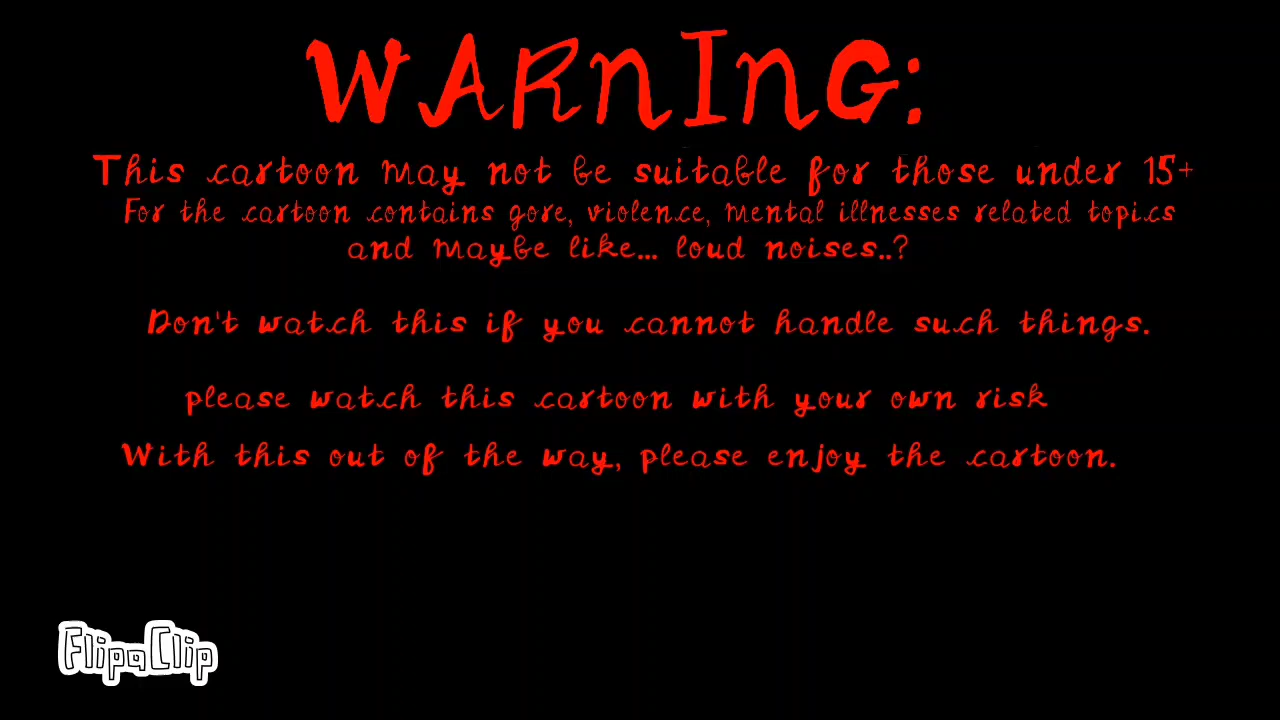 WARNING:
This cartoon may not be suitable for those under 15+
For the cartoon contains gore, violence, mental illnesses related topics
and maybe like... loud noises..?
Don't watch this if you cannot handle such things.
please watch this cartoon with your own risk
With this out of the way, please enjoy the cartoon.
FlipaClip